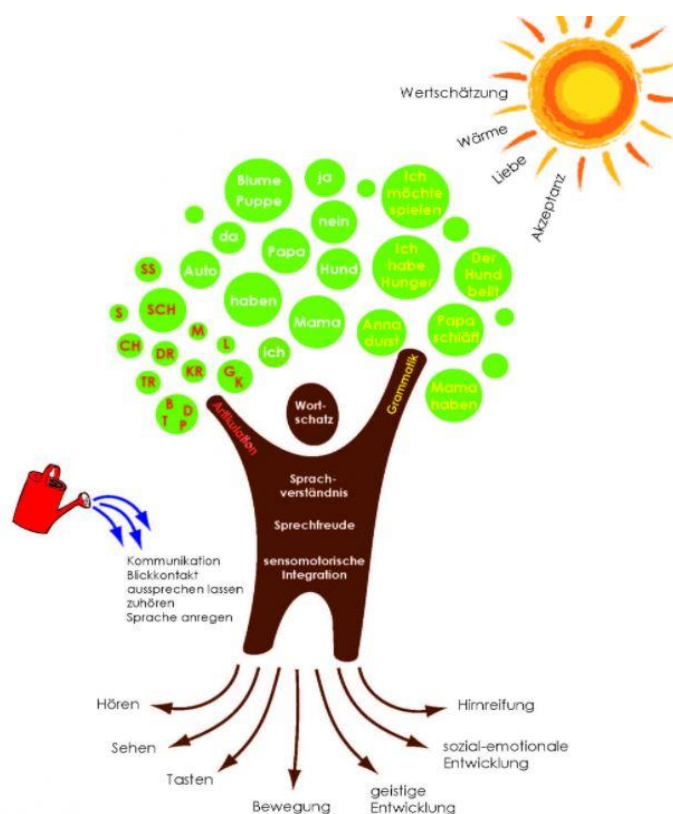 Wertschätzung
Wärme
Liebe
Akzeptanz
Blume
Puppe
ja
Ich
möchte
spielen
nein
da
Papa
Hund
Ich
habe
Hunger
Der
Hund
bellt
SS
Auto
haben
S
SCH
Mama
Anna
durst
Papa
schläft
M
L
CH
DR
ich
TR
KR
G
K
Mama
haben
B
D
T
P
Artikulation
Wort-
schatz
Grammatik
Sprach-
verständnis
Sprechfreude
sensomotorische
Integration
Kommunikation
Blickkontakt
aussprechen lassen
zuhören
Sprache anregen
Hören
Sehen
Tasten
Bewegung
geistige
Entwicklung
sozial-emotionale
Entwicklung
Hirnreifung